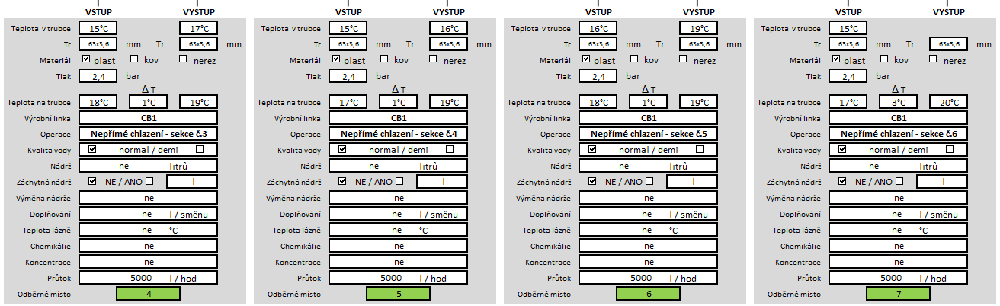 VSTUP VÝSTUP
Teplota v trubce 15°C 17°C
Tr 63x3,6 mm Tr 63x3,6 mm
Materiál plast kov nerez
Tlak 2,4 bar
Δ T
Teplota na trubce 18°C 1°C 19°C
Výrobní linka CB1
Operace Nepřímé chlazení - sekce č.3
Kvalita vody normal / demi
Nádrž ne litrů
Záchytná nádrž NE / ANO l
Výměna nádrže ne
Doplňování ne l / směnu
Teplota lázně ne °C
Chemikálie ne
Koncentrace ne
Průtok 5000 l / hod
Odběrné místo 4
VSTUP VÝSTUP
Teplota v trubce 15°C 16°C
Tr 63x3,6 mm Tr 63x3,6 mm
Materiál plast kov nerez
Tlak 2,4 bar
Δ T
Teplota na trubce 17°C 1°C 19°C
Výrobní linka CB1
Operace Nepřímé chlazení - sekce č.4
Kvalita vody normal / demi
Nádrž ne litrů
Záchytná nádrž NE / ANO l
Výměna nádrže ne
Doplňování ne l / směnu
Teplota lázně ne °C
Chemikálie ne
Koncentrace ne
Průtok 5000 l / hod
Odběrné místo 5
VSTUP VÝSTUP
Teplota v trubce 16°C 19°C
Tr 63x3,6 mm Tr 63x3,6 mm
Materiál plast kov nerez
Tlak 2,4 bar
Δ T
Teplota na trubce 18°C 1°C 19°C
Výrobní linka CB1
Operace Nepřímé chlazení - sekce č.5
Kvalita vody normal / demi
Nádrž ne litrů
Záchytná nádrž NE / ANO l
Výměna nádrže ne
Doplňování ne l / směnu
Teplota lázně ne °C
Chemikálie ne
Koncentrace ne
Průtok 5000 l / hod
Odběrné místo 6
VSTUP VÝSTUP
Teplota v trubce 15°C
Tr 63x3,6 mm Tr 63x3,6 mm
Materiál plast kov nerez
Tlak 2,4 bar
Δ T
Teplota na trubce 17°C 3°C 20°C
Výrobní linka CB1
Operace Nepřímé chlazení - sekce č.6
Kvalita vody normal / demi
Nádrž ne litrů
Záchytná nádrž NE / ANO l
Výměna nádrže ne
Doplňování ne l / směnu
Teplota lázně ne °C
Chemikálie ne
Koncentrace ne
Průtok 5000 l / hod
Odběrné místo 7